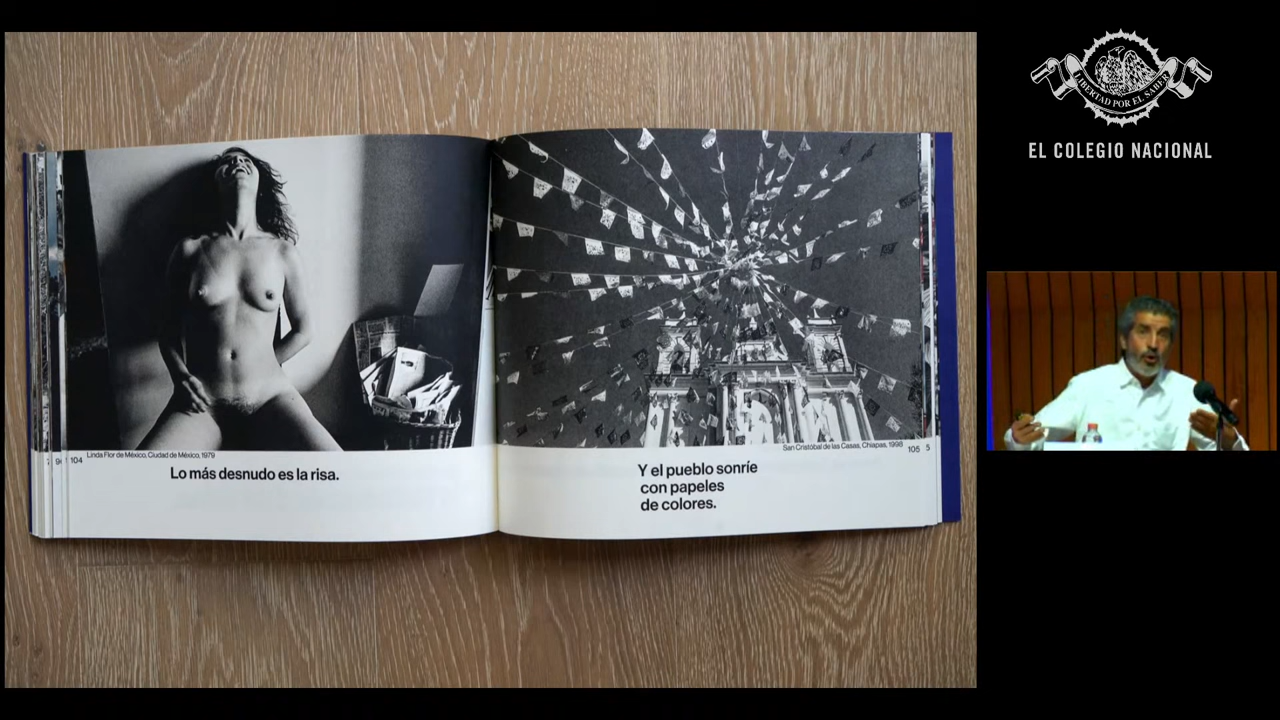 LIBERTAD POR EL SABER
EL COLEGIO NACIONAL
104
Linda Flor de México, Ciudad de México, 1979
Lo más desnudo es la risa.
San Cristóbal de las Casas, Chiapas, 1998
105
5
Y el pueblo sonríe
con papeles
de colores.